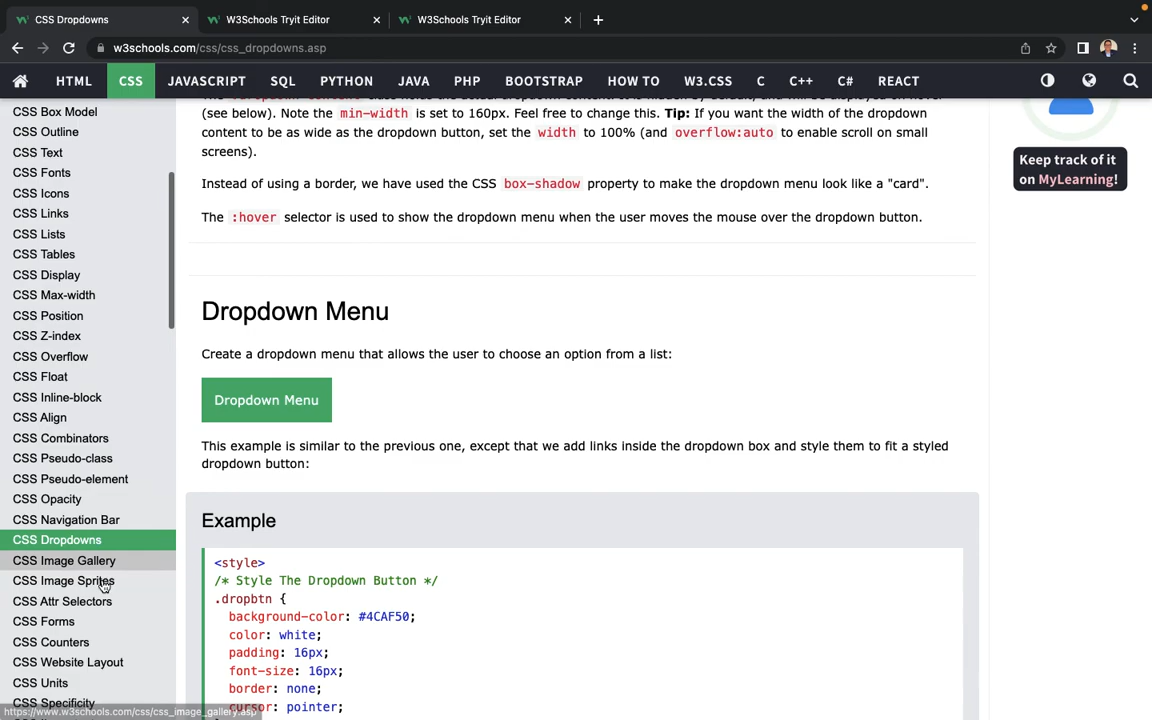 CSS Dropdowns
W3Schools Tryit Editor
W3Schools Tryit Editor
w3schools.com/css/css_dropdowns.asp
HTML CSS JAVASCRIPT SQL PYTHON JAVA PHP BOOTSTRAP HOW TO W3.CSS C C++ C# REACT
CSS Box Model
CSS Outline
CSS Text
CSS Fonts
CSS Icons
CSS Links
CSS Lists
CSS Tables
CSS Display
CSS Max-width
CSS Position
CSS Z-index
CSS Overflow
CSS Float
CSS Inline-block
CSS Align
CSS Combinators
CSS Pseudo-class
CSS Pseudo-element
CSS Opacity
CSS Navigation Bar
CSS Dropdowns
CSS Image Gallery
CSS Image Sprites
CSS Attr Selectors
CSS Forms
CSS Counters
CSS Website Layout
CSS Units
CSS Specificity
https://www.w3schools.com/css/css_image_gallery.asp
(see below). Note the min-width is set to 160px. Feel free to change this. Tip: If you want the width of the dropdown
content to be as wide as the dropdown button, set the width to 100% (and overflow:auto to enable scroll on small
screens).
Instead of using a border, we have used the CSS box-shadow property to make the dropdown menu look like a "card".
The :hover selector is used to show the dropdown menu when the user moves the mouse over the dropdown button.
Dropdown Menu
Create a dropdown menu that allows the user to choose an option from a list:
Dropdown Menu
This example is similar to the previous one, except that we add links inside the dropdown box and style them to fit a styled
dropdown button:
Example
<style>
/* Style The Dropdown Button */
.dropbtn {
background-color: #4CAF50;
color: white;
padding: 16px;
font-size: 16px;
border: none;
cursor: pointer;
Keep track of it
on MyLearning!